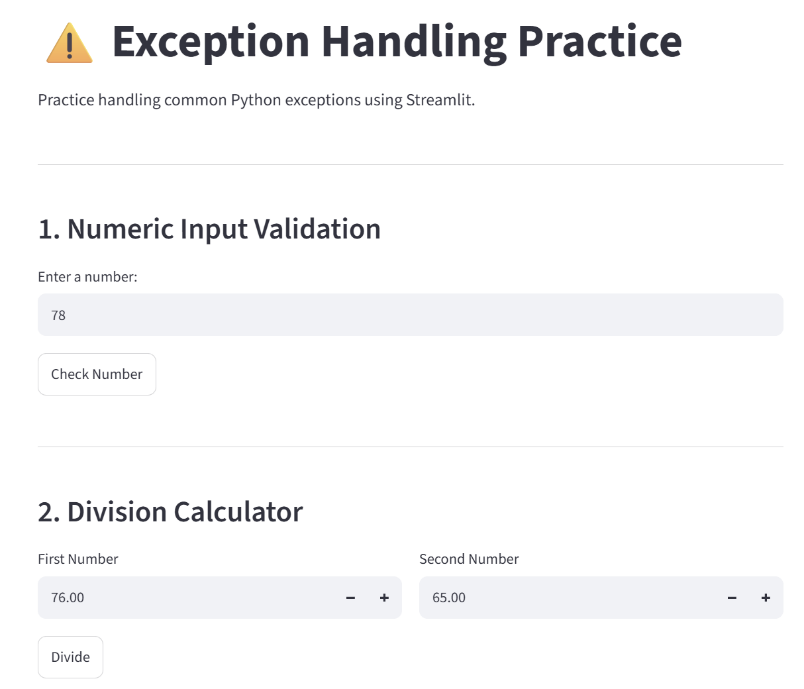 Exception Handling Practice
Practice handling common Python exceptions using Streamlit.
1. Numeric Input Validation
Enter a number:
78
Check Number
2. Division Calculator
First Number
Second Number
76.00
65.00
Divide